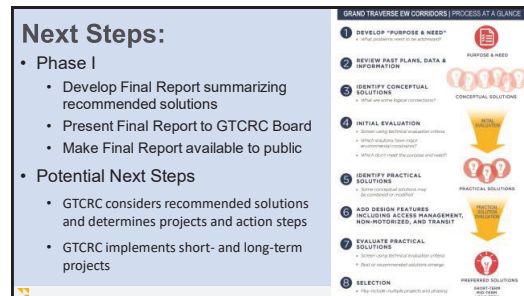 Next Steps:
• Phase I
• Develop Final Report summarizing
recommended solutions
• Present Final Report to GTCRC Board
• Make Final Report available to public
• Potential Next Steps
• GTCRC considers recommended solutions
and determines projects and action steps
• GTCRC implements short- and long-term
projects
GRAND TRAVERSE EW CORRIDORS | PROCESS AT A GLANCE
1 DEVELOP "PURPOSE & NEED"
• What problems need to be addressed?
PURPOSE & NEED
2 REVIEW PAST PLANS, DATA &
INFORMATION
3 IDENTIFY CONCEPTUAL
SOLUTIONS
• What are some logical connections?
CONCEPTUAL SOLUTIONS
4 INITIAL EVALUATION
• Screen using technical evaluation criteria
• Which solutions have major
environmental constraints?
• Which don't meet the purpose and need?
INITIAL
EVALUATION
5 IDENTIFY PRACTICAL
SOLUTIONS
• Some conceptual solutions may
be combined or modified
PRACTICAL SOLUTIONS
6 ADD DESIGN FEATURES
INCLUDING ACCESS MANAGEMENT,
NON-MOTORIZED, AND TRANSIT
PRACTICAL
SOLUTION
EVALUATION
7 EVALUATE PRACTICAL
SOLUTIONS
• Screen using technical criteria
• Best or recommended solutions emerge
PREFERRED SOLUTIONS
8 SELECTION
• May include multiple projects and phasing
SHORT-TERM
MID-TERM